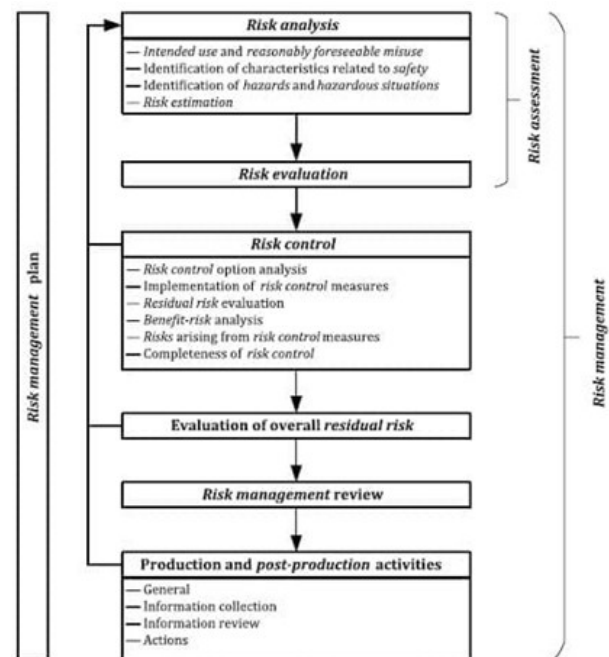 Risk management plan
Risk analysis
— Intended use and reasonably foreseeable misuse
— Identification of characteristics related to safety
— Identification of hazards and hazardous situations
— Risk estimation
Risk evaluation
Risk assessment
Risk control
— Risk control option analysis
— Implementation of risk control measures
— Residual risk evaluation
— Benefit-risk analysis
— Risks arising from risk control measures
— Completeness of risk control
Evaluation of overall residual risk
Risk management review
Production and post-production activities
— General
— Information collection
— Information review
— Actions
Risk management